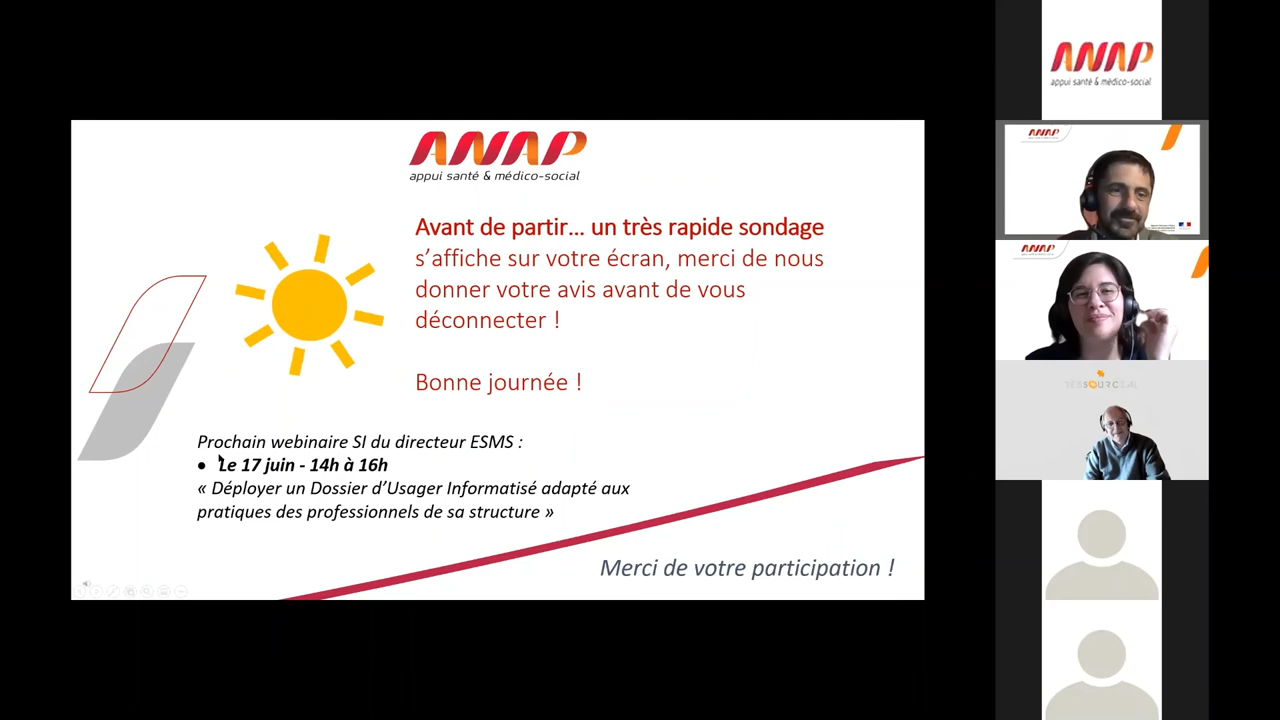 ANAP
appui santé & médico-social
Avant de partir... un très rapide sondage
s’affiche sur votre écran, merci de nous
donner votre avis avant de vous
déconnecter !
Bonne journée !
Prochain webinaire SI du directeur ESMS :
• Le 17 juin - 14h à 16h
« Déployer un Dossier d’Usager Informatisé adapté aux
pratiques des professionnels de sa structure »
Merci de votre participation !
ANAP
appui santé & médico-social
ANAP
ANAP
RESSOURCIAL